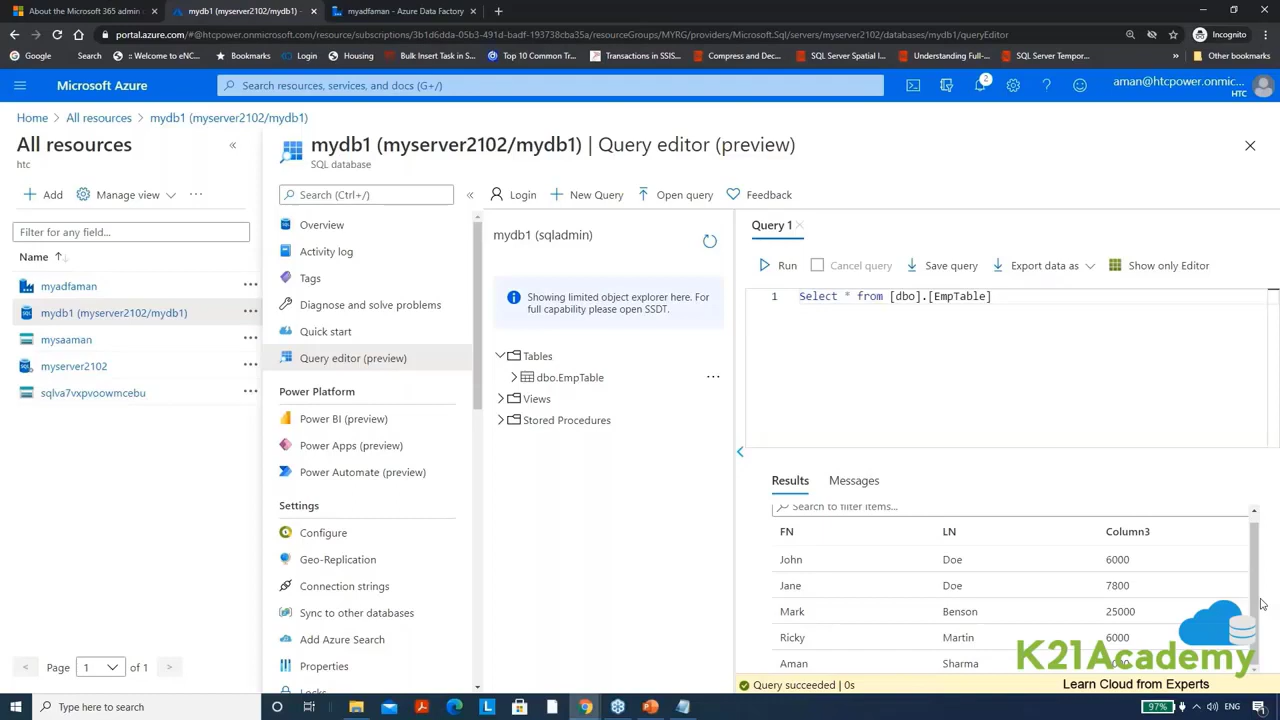 About the Microsoft 365 admin
mydb1 (myserver2102/mydb1) -
myadfaman - Azure Data Factory
portal.azure.com/#@htcpower.onmicrosoft.com/resource/subscriptions/3b1d6dda-05b3-491d-badf-193738cba35a/resourceGroups/MYRG/providers/Microsoft.Sql/servers/myserver2102/databases/mydb1/queryEditor
Incognito
Google
:: Welcome to eNC...
Bookmarks
Login
Housing
Bulk Insert Task in S...
491 Top Demonetiz...
Transactions in SSIS...
Compress and Dec...
SQL Server Spatial I...
Understanding Full-...
SQL Server Tempor...
»
Other bookmarks
Microsoft Azure
Search resources, services, and docs (G+/)
2
aman@htcpower.onmic...
HTC
Home > All resources > mydb1 (myserver2102/mydb1)
All resources
«
htc
Add
Manage view
...
Filter for any field...
Name ↑↓
myadfaman
mydb1 (myserver2102/mydb1)
mysaaman
myserver2102
sqlva7vxpvoowmcebu
< Page 1 of 1 >
mydb1 (myserver2102/mydb1) | Query editor (preview)
SQL database
Search (Ctrl+/)
«
Overview
Activity log
Tags
Diagnose and solve problems
Quick start
Query editor (preview)
Power Platform
Power BI (preview)
Power Apps (preview)
Power Automate (preview)
Settings
Configure
Geo-Replication
Connection strings
Sync to other databases
Add Azure Search
Properties
Locks
Login
New Query
Open query
Feedback
mydb1 (sqladmin)
Showing limited object explorer here. For
full capability please open SSDT.
Tables
dbo.EmpTable
...
Views
Stored Procedures
Query 1
Run
Cancel query
Save query
Export data as
Show only Editor
1 Select * from [dbo].[EmpTable]
Results Messages
Search to filter items...
FN LN Column3
John Doe 6000
Jane Doe 7800
Mark Benson 25000
Ricky Martin 6000
Aman Sharma
K21Academy
Learn Cloud from Experts
Query succeeded | 0s
Type here to search
97%
ENG